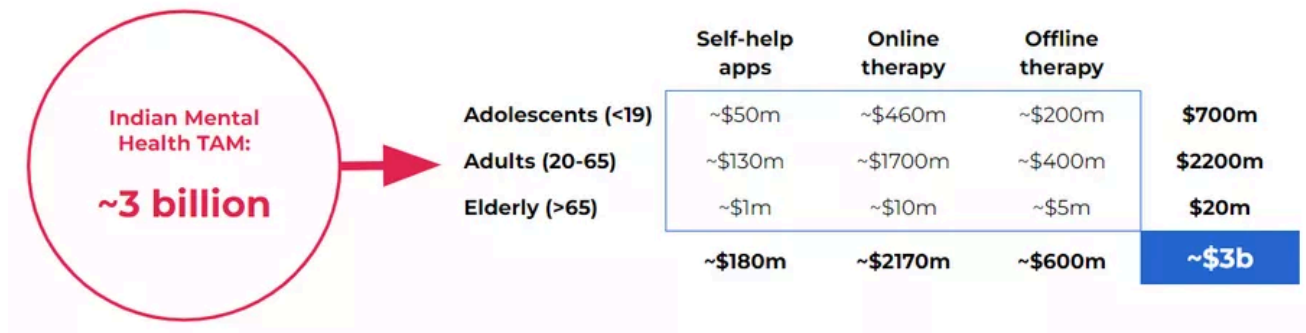 Indian Mental
Health TAM:
~3 billion
Self-help apps Online therapy Offline therapy
Adolescents (<19) ~$50m ~$460m ~$200m $700m
Adults (20-65) ~$130m ~$1700m ~$400m $2200m
Elderly (>65) ~$1m ~$10m ~$5m $20m
~$180m ~$2170m ~$600m ~$3b